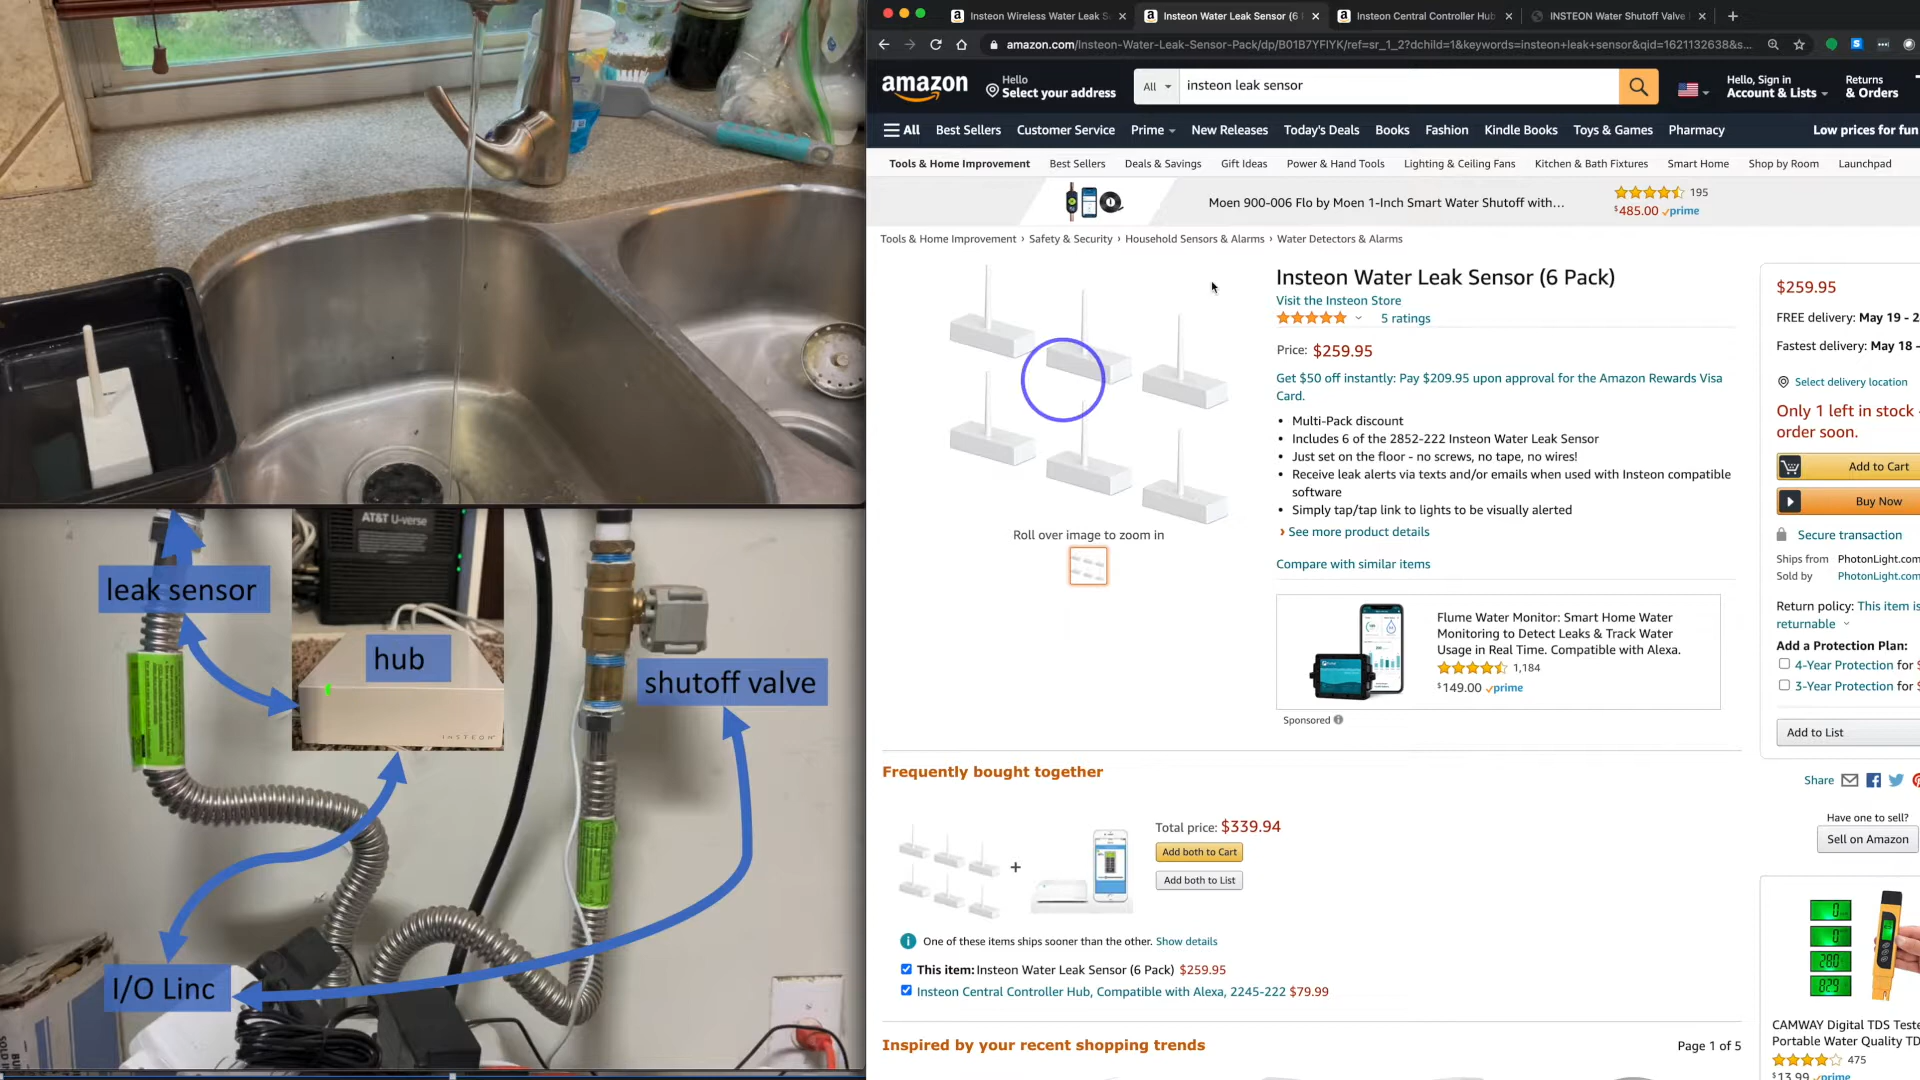 Insteon Wireless Water Leak S
Insteon Water Leak Sensor (6
Insteon Central Controller Hub
INSTEON Water Shutoff Valve
amazon.com/Insteon-Water-Leak-Sensor-Pack/dp/B01B7YFIYK/ref=sr_1_2?dchild=1&keywords=insteon+leak+sensor&qid=1621132638&s...
amazon
Hello
Select your address
All
insteon leak sensor
Hello, Sign in
Account & Lists
Returns
& Orders
All
Best Sellers
Customer Service
Prime
New Releases
Today's Deals
Books
Fashion
Kindle Books
Toys & Games
Pharmacy
Low prices for fun
Tools & Home Improvement
Best Sellers
Deals & Savings
Gift Ideas
Power & Hand Tools
Lighting & Ceiling Fans
Kitchen & Bath Fixtures
Smart Home
Shop by Room
Launchpad
Moen 900-006 Flo by Moen 1-Inch Smart Water Shutoff with...
195
$485.00 prime
Tools & Home Improvement › Safety & Security › Household Sensors & Alarms › Water Detectors & Alarms
Roll over image to zoom in
Insteon Water Leak Sensor (6 Pack)
Visit the Insteon Store
5 ratings
Price: $259.95
Get $50 off instantly: Pay $209.95 upon approval for the Amazon Rewards Visa
Card.
• Multi-Pack discount
• Includes 6 of the 2852-222 Insteon Water Leak Sensor
• Just set on the floor - no screws, no tape, no wires!
• Receive leak alerts via texts and/or emails when used with Insteon compatible
software
• Simply tap/tap link to lights to be visually alerted
› See more product details
Compare with similar items
Flume Water Monitor: Smart Home Water
Monitoring to Detect Leaks & Track Water
Usage in Real Time. Compatible with Alexa.
1,184
$149.00 prime
Sponsored
$259.95
FREE delivery: May 19 - 2
Fastest delivery: May 18 -
Select delivery location
Only 1 left in stock -
order soon.
Add to Cart
Buy Now
Secure transaction
Ships from PhotonLight.com
Sold by PhotonLight.com
Return policy: This item is
returnable
Add a Protection Plan:
4-Year Protection for $
3-Year Protection for $
Add to List
Share
Have one to sell?
Sell on Amazon
Frequently bought together
Total price: $339.94
Add both to Cart
Add both to List
+
One of these items ships sooner than the other. Show details
This item: Insteon Water Leak Sensor (6 Pack) $259.95
Insteon Central Controller Hub, Compatible with Alexa, 2245-222 $79.99
Inspired by your recent shopping trends
Page 1 of 5
CAMWAY Digital TDS Teste
Portable Water Quality TD
475
$13.99 prime
AT&T U-verse
leak sensor
hub
INSTEON
shutoff valve
I/O Linc